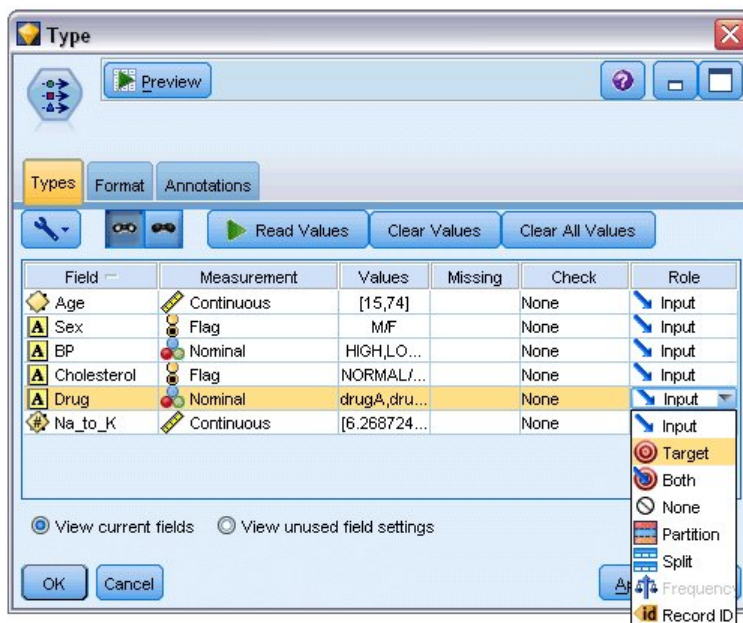 Type
Preview
Types Format Annotations
Read Values Clear Values Clear All Values
Field Measurement Values Missing Check Role
Age Continuous [15,74] None Input
A Sex Flag M/F None Input
A BP Nominal HIGH,LO... None Input
A Cholesterol Flag NORMAL/... None Input
A Drug Nominal drugA,dru... None Input
# Na_to_K Continuous [6.268724... None
Input
Target
Both
None
Partition
Split
Frequency
id Record ID
View current fields View unused field settings
OK Cancel